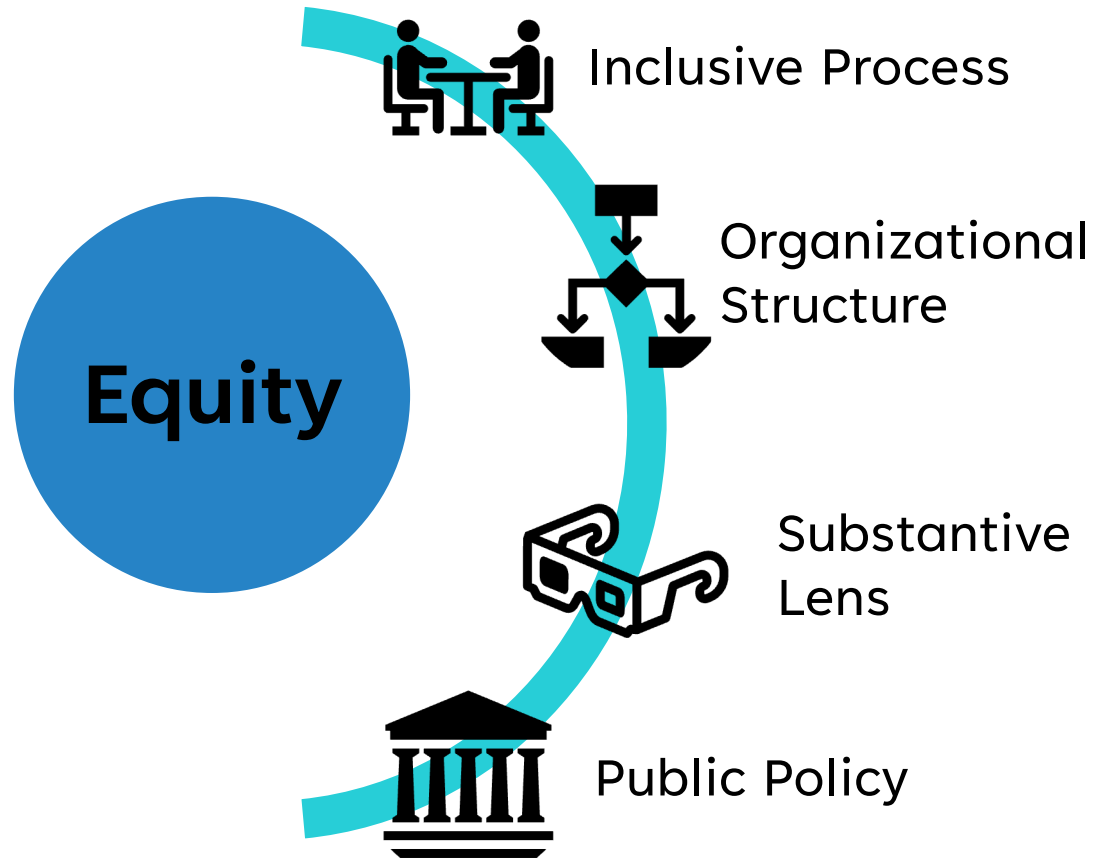 Inclusive Process
Organizational
Structure
Equity
Substantive
Lens
Public Policy